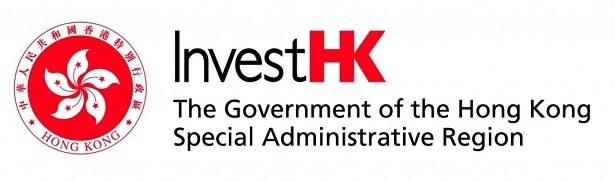 中華人民共和國香港特別行政區
HONG KONG
InvestHK
The Government of the Hong Kong
Special Administrative Region